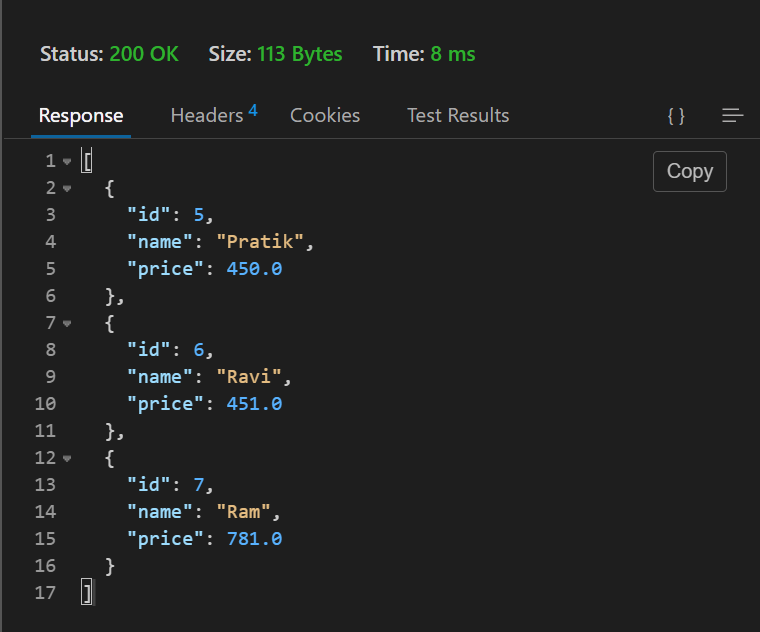 Status: 200 OK Size: 113 Bytes Time: 8 ms
Response Headers 4 Cookies Test Results { }
Copy
1 [
2 {
3 "id": 5,
4 "name": "Pratik",
5 "price": 450.0
6 },
7 {
8 "id": 6,
9 "name": "Ravi",
10 "price": 451.0
11 },
12 {
13 "id": 7,
14 "name": "Ram",
15 "price": 781.0
16 }
17 ]